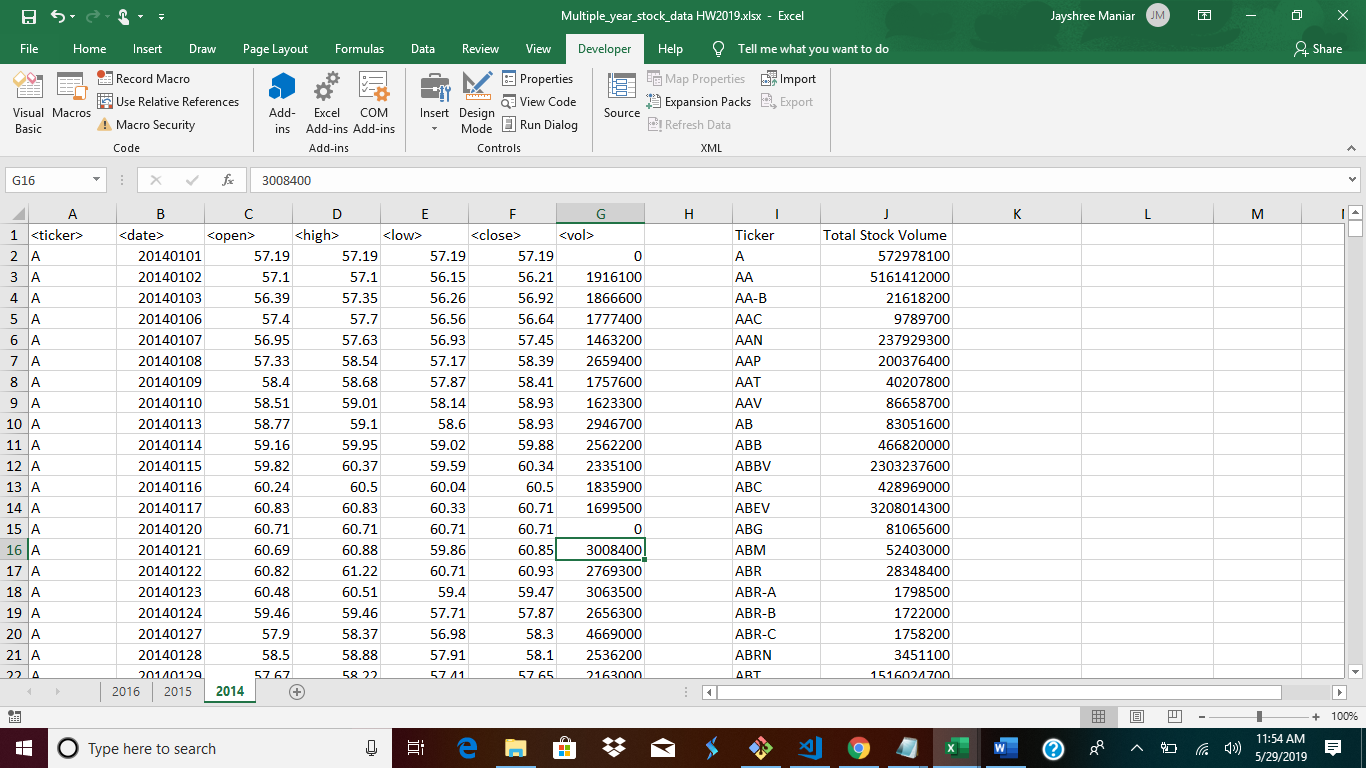 Multiple_year_stock_data HW2019.xlsx - Excel
Jayshree Maniar JM
File Home Insert Draw Page Layout Formulas Data Review View Developer Help Tell me what you want to do Share
Visual Basic
Macros
Record Macro
Use Relative References
Macro Security
Code
Add-ins
Excel Add-ins
COM Add-ins
Add-ins
Insert
Design Mode
Properties
View Code
Run Dialog
Controls
Source
Map Properties
Expansion Packs
Refresh Data
Import
Export
XML
G16 fx 3008400
A B C D E F G H I J K L M
1 <ticker> <date> <open> <high> <low> <close> <vol> Ticker Total Stock Volume
2 A 20140101 57.19 57.19 57.19 57.19 0 A 572978100
3 A 20140102 57.1 57.1 56.15 56.21 1916100 AA 5161412000
4 A 20140103 56.39 57.35 56.26 56.92 1866600 AA-B 21618200
5 A 20140106 57.4 57.7 56.56 56.64 1777400 AAC 9789700
6 A 20140107 56.95 57.63 56.93 57.45 1463200 AAN 237929300
7 A 20140108 57.33 58.54 57.17 58.39 2659400 AAP 200376400
8 A 20140109 58.4 58.68 57.87 58.41 1757600 AAT 40207800
9 A 20140110 58.51 59.01 58.14 58.93 1623300 AAV 86658700
10 A 20140113 58.77 59.1 58.6 58.93 2946700 AB 83051600
11 A 20140114 59.16 59.95 59.02 59.88 2562200 ABB 466820000
12 A 20140115 59.82 60.37 59.59 60.34 2335100 ABBV 2303237600
13 A 20140116 60.24 60.5 60.04 60.5 1835900 ABC 428969000
14 A 20140117 60.83 60.83 60.33 60.71 1699500 ABEV 3208014300
15 A 20140120 60.71 60.71 60.71 60.71 0 ABG 81065600
16 A 20140121 60.69 60.88 59.86 60.85 3008400 ABM 52403000
17 A 20140122 60.82 61.22 60.71 60.93 2769300 ABR 28348400
18 A 20140123 60.48 60.51 59.4 59.47 3063500 ABR-A 1798500
19 A 20140124 59.46 59.46 57.71 57.87 2656300 ABR-B 1722000
20 A 20140127 57.9 58.37 56.98 58.3 4669000 ABR-C 1758200
21 A 20140128 58.5 58.88 57.91 58.1 2536200 ABRN 3451100
22 A 20140129 57.67 58.22 57.41 57.65 2163000 ABT 1516024700
2016 2015 2014
100%
Type here to search
11:54 AM
5/29/2019